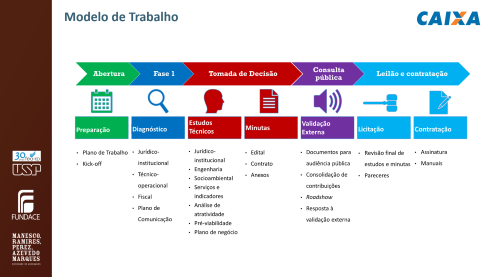 Modelo de Trabalho
CAIXA
Abertura
Fase 1
Tomada de Decisão
Consulta
pública
Leilão e contratação
Preparação
Diagnóstico
Estudos
Técnicos
Minutas
Validação
Externa
Licitação
Contratação
• Plano de Trabalho
• Kick-off
• Jurídico-
institucional
• Técnico-
operacional
• Fiscal
• Plano de
Comunicação
• Jurídico-
institucional
• Engenharia
• Socioambiental
• Serviços e
indicadores
• Análise de
atratividade
• Pré-viabilidade
• Plano de negócio
• Edital
• Contrato
• Anexos
• Documentos para
audiência pública
• Consolidação de
contribuições
• Roadshow
• Resposta à
validação externa
• Revisão final de
estudos e minutas
• Pareceres
• Assinatura
• Manuais
30
USP
FUNDACE
MANESCO,
RAMIRES,
PEREZ,
AZEVEDO
MARQUES